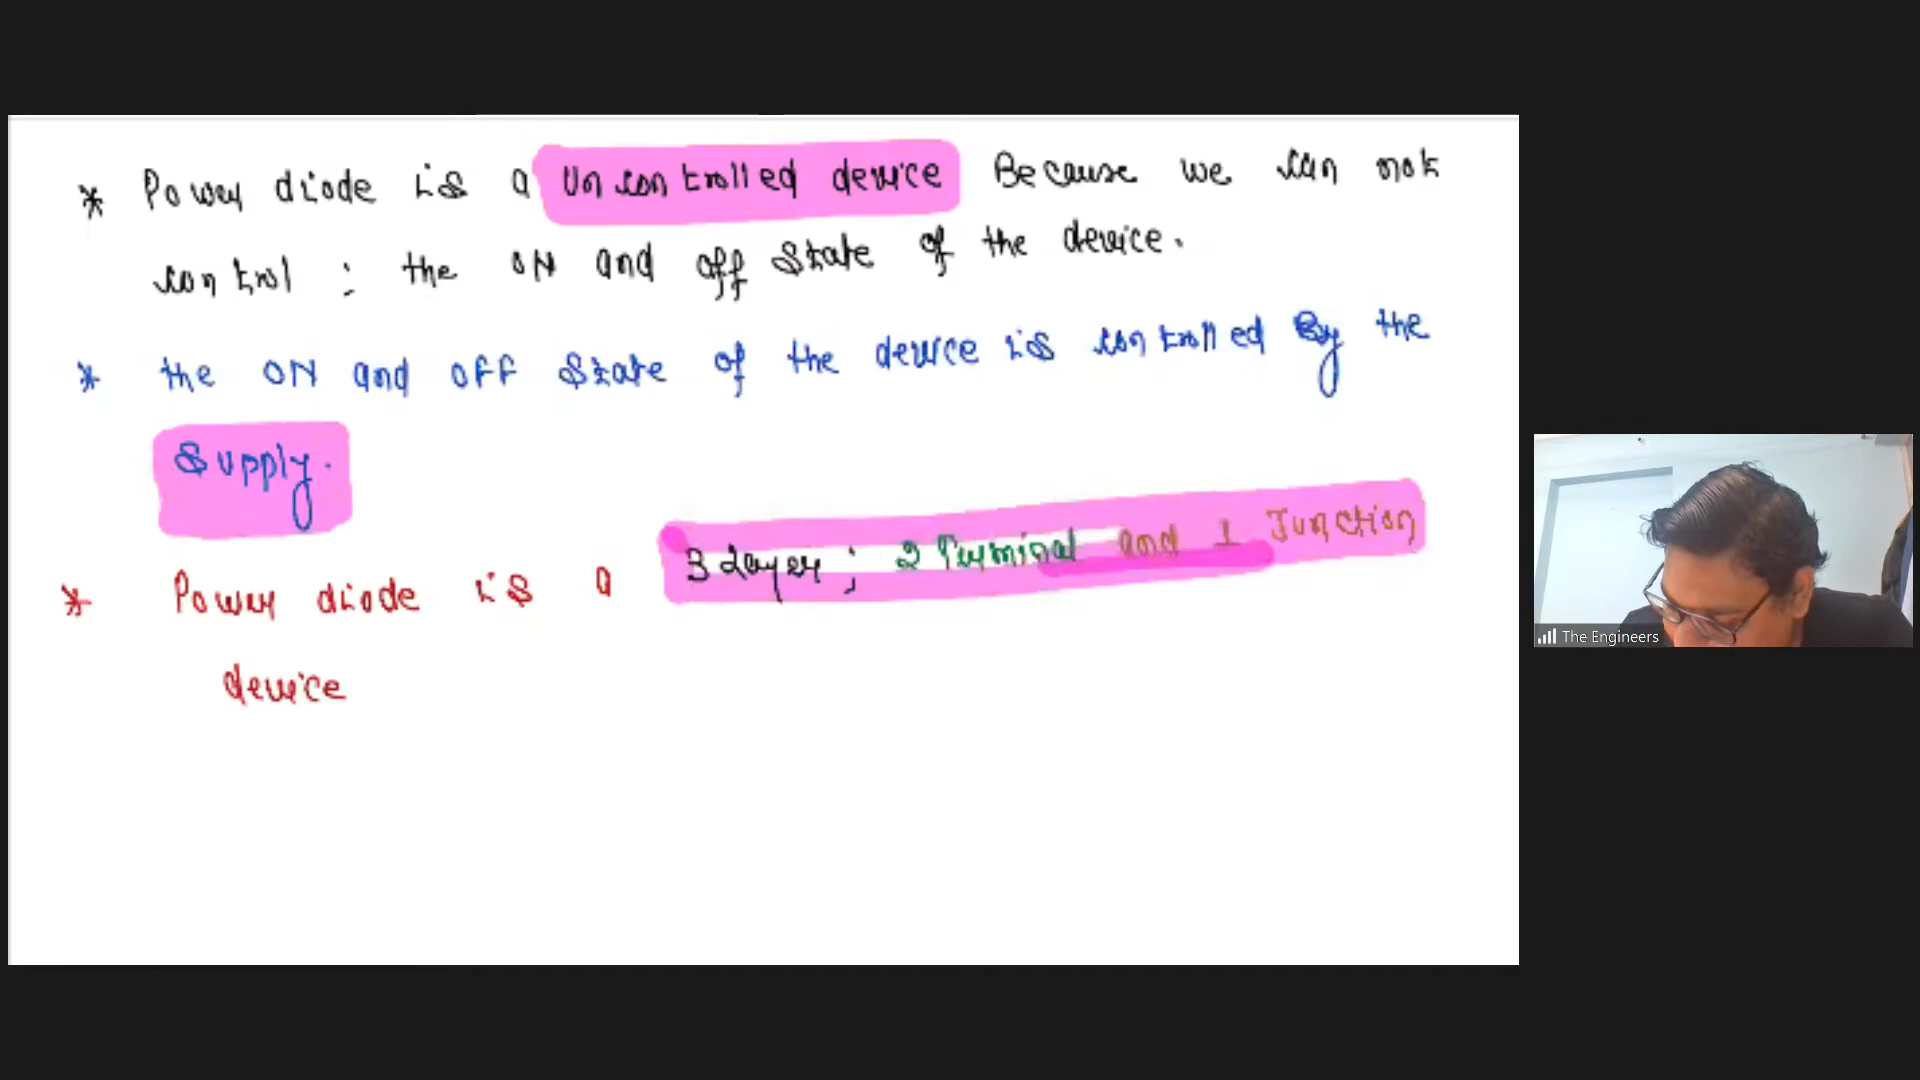 * Power diode is a Uncontrolled device Because we can not
control : the ON and off State of the device.
* the ON and OFF State of the device is controlled By the
Supply.
* Power diode is a 3 Layer ; 2 Terminal and 1 Junction
device
The Engineers